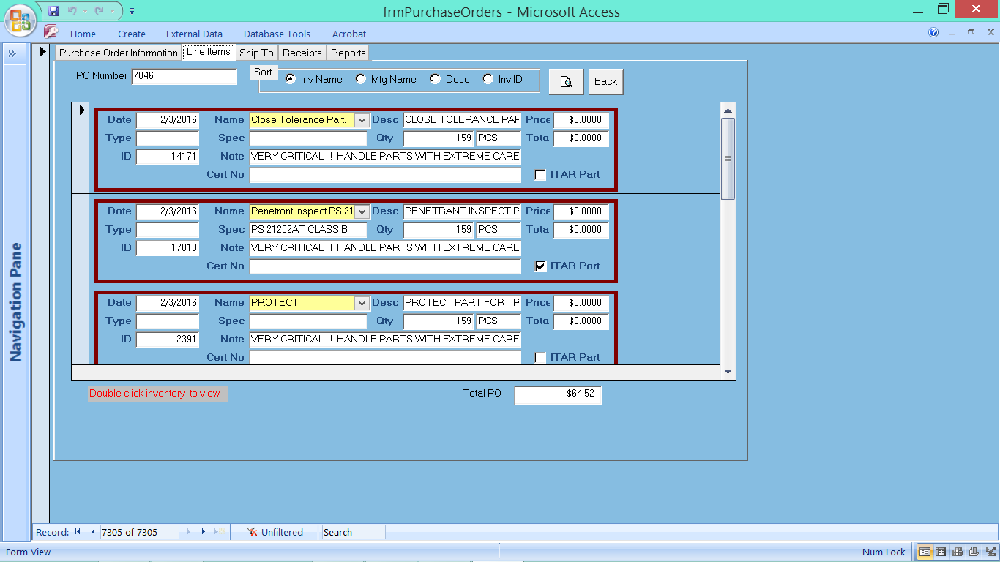 frmPurchaseOrders - Microsoft Access
Home Create External Data Database Tools Acrobat
Purchase Order Information Line Items Ship To Receipts Reports
PO Number 7846 Sort Inv Name Mfg Name Desc Inv ID Back
Date 2/3/2016 Name Close Tolerance Part. Desc CLOSE TOLERANCE PAR Price $0.0000
Type Spec Qty 159 PCS Tota $0.0000
ID 14171 Note VERY CRITICAL !!! HANDLE PARTS WITH EXTREME CARE
Cert No ITAR Part
Date 2/3/2016 Name Penetrant Inspect PS 21 Desc PENETRANT INSPECT P Price $0.0000
Type Spec PS 21202AT CLASS B Qty 159 PCS Tota $0.0000
ID 17810 Note VERY CRITICAL !!! HANDLE PARTS WITH EXTREME CARE
Cert No ITAR Part
Date 2/3/2016 Name PROTECT Desc PROTECT PART FOR TP Price $0.0000
Type Spec Qty 159 PCS Tota $0.0000
ID 2391 Note VERY CRITICAL !!! HANDLE PARTS WITH EXTREME CARE
Cert No ITAR Part
Double click inventory to view Total PO $64.52
Navigation Pane
Record: 7305 of 7305 Unfiltered Search
Form View Num Lock